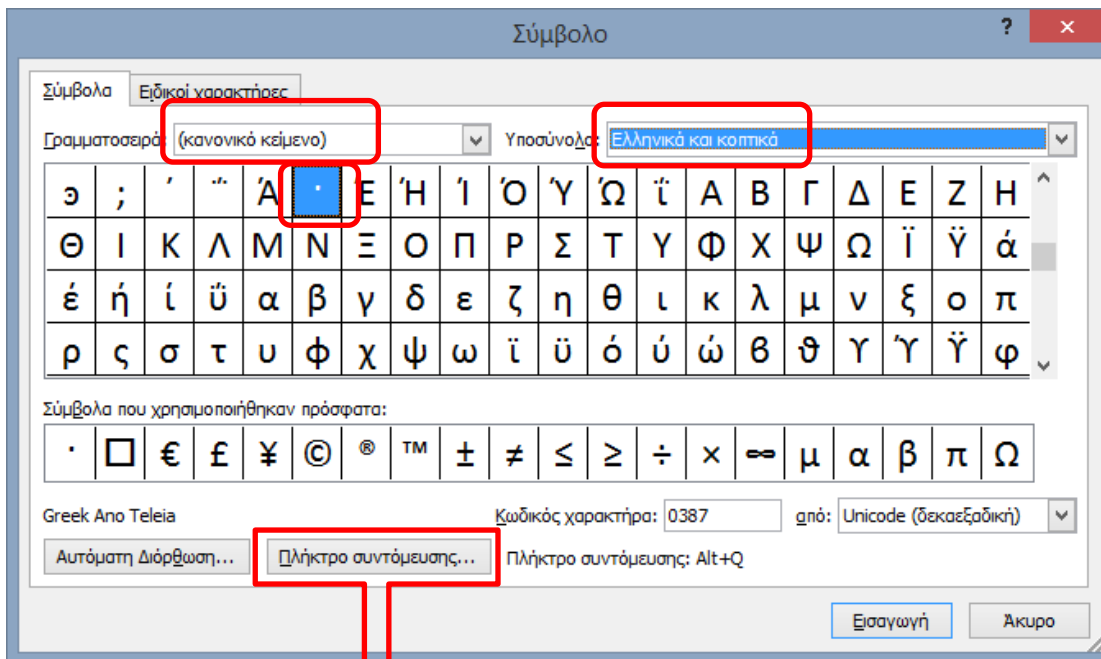 Σύμβολο ? ×
Σύμβολα Ειδικοί χαρακτήρες
Γραμματοσειρά: (κανονικό κείμενο) Υποσύνολο: Ελληνικά και κοπτικά
ͽ ; ΄ ΅ Ά · Έ Ή Ί Ό Ύ Ώ ΐ Α Β Γ Δ Ε Ζ Η
Θ Ι Κ Λ Μ Ν Ξ Ο Π Ρ Σ Τ Υ Φ Χ Ψ Ω Ϊ Ϋ ά
έ ή ί ΰ α β γ δ ε ζ η θ ι κ λ μ ν ξ ο π
ρ ς σ τ υ φ χ ψ ω ϊ ϋ ό ύ ώ ϐ ϑ ϒ ϓ ϔ φ
Σύμβολα που χρησιμοποιήθηκαν πρόσφατα:
· □ € £ ¥ © ® ™ ± ≠ ≤ ≥ ÷ × ∞ µ α β π Ω
Greek Ano Teleia Κωδικός χαρακτήρα: 0387 από: Unicode (δεκαεξαδική)
Αυτόματη Διόρθωση... Πλήκτρο συντόμευσης... Πλήκτρο συντόμευσης: Alt+Q
Εισαγωγή Άκυρο